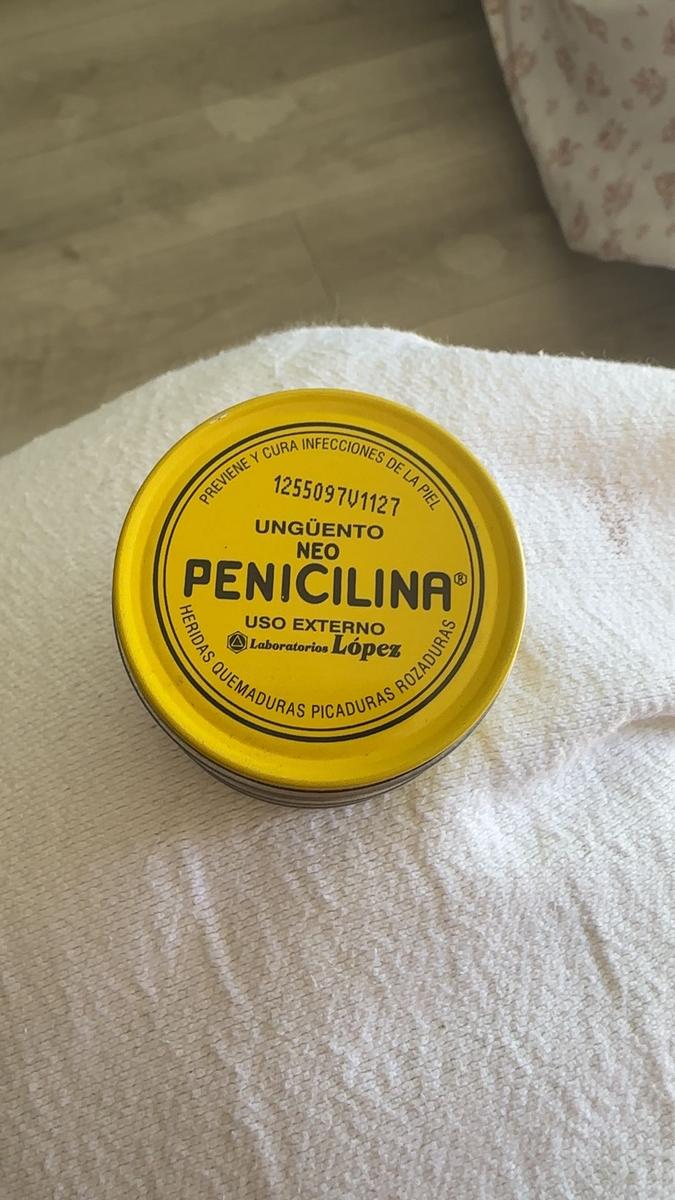 PREVIENE Y CURA INFECCIONES DE LA PIEL
1255097V1127
UNGÜENTO
NEO
PENICILINA®
USO EXTERNO
Laboratorios López
HERIDAS QUEMADURAS PICADURAS ROZADURAS